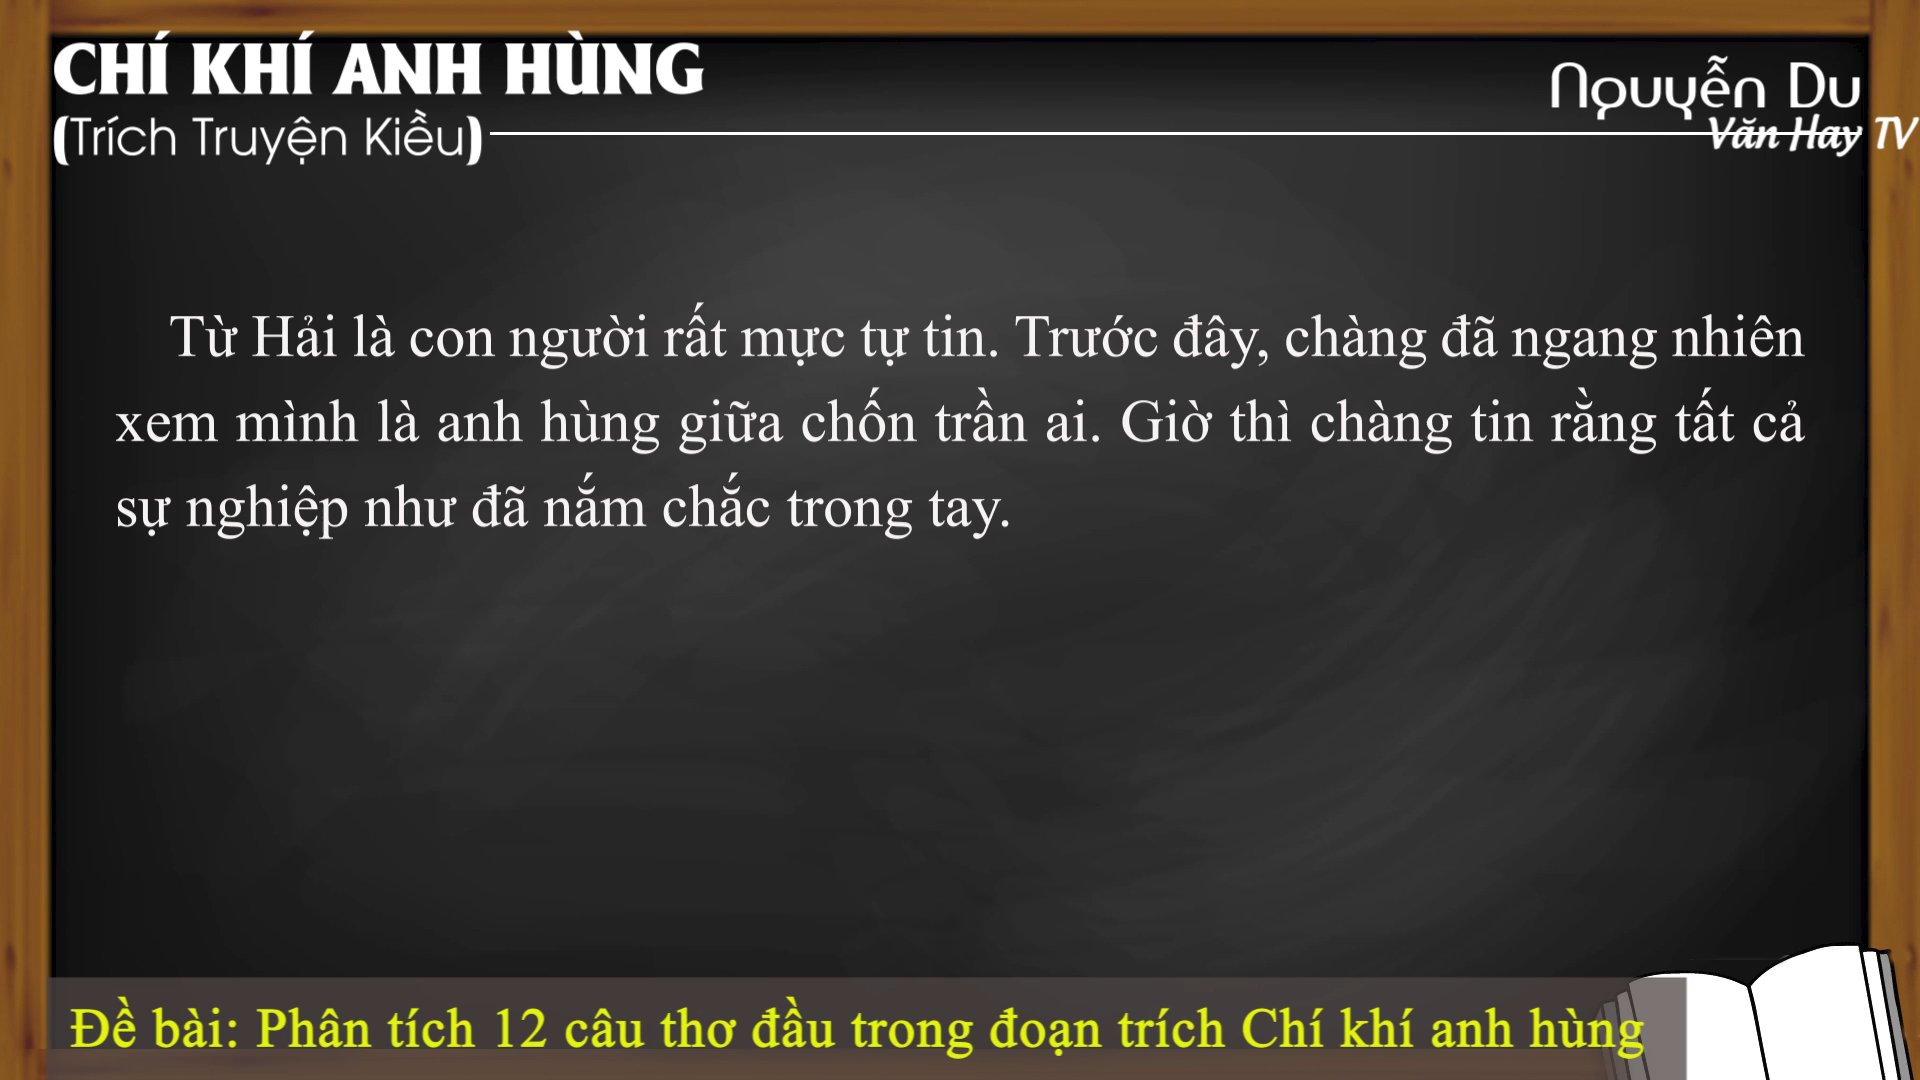 CHÍ KHÍ ANH HÙNG
(Trích Truyện Kiều)
Nguyễn Du
Văn Hay TV
Từ Hải là con người rất mực tự tin. Trước đây, chàng đã ngang nhiên
xem mình là anh hùng giữa chốn trần ai. Giờ thì chàng tin rằng tất cả
sự nghiệp như đã nắm chắc trong tay.
Đề bài: Phân tích 12 câu thơ đầu trong đoạn trích Chí khí anh hùng